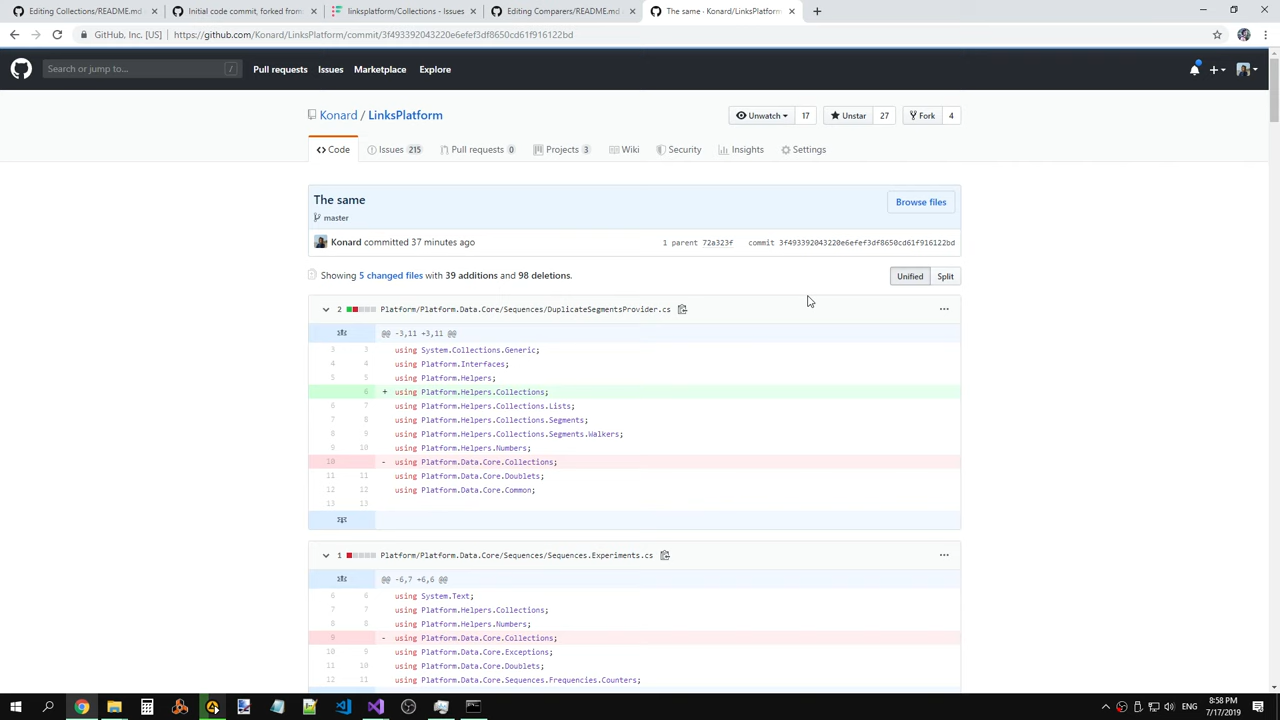 Editing Collections/README.md
Initial code commit, forked from
linksplatform/Collections - Issues
Editing Comparers/README.md
The same · Konard/LinksPlatform
GitHub, Inc. [US] | https://github.com/Konard/LinksPlatform/commit/3f493392043220e6efef3df8650cd61f916122bd
Search or jump to... /
Pull requests Issues Marketplace Explore
Konard / LinksPlatform
Unwatch 17 Unstar 27 Fork 4
Code Issues 215 Pull requests 0 Projects 3 Wiki Security Insights Settings
The same
Browse files
master
Konard committed 37 minutes ago
1 parent 72a323f commit 3f493392043220e6efef3df8650cd61f916122bd
Showing 5 changed files with 39 additions and 98 deletions.
Unified Split
2 Platform/Platform.Data.Core/Sequences/DuplicateSegmentsProvider.cs
@@ -3,11 +3,11 @@
3 3 using System.Collections.Generic;
4 4 using Platform.Interfaces;
5 5 using Platform.Helpers;
6 + using Platform.Helpers.Collections;
6 7 using Platform.Helpers.Collections.Lists;
7 8 using Platform.Helpers.Collections.Segments;
8 9 using Platform.Helpers.Collections.Segments.Walkers;
9 10 using Platform.Helpers.Numbers;
10 - using Platform.Data.Core.Collections;
11 11 using Platform.Data.Core.Doublets;
12 12 using Platform.Data.Core.Common;
13 13
1 Platform/Platform.Data.Core/Sequences/Sequences.Experiments.cs
@@ -6,7 +6,6 @@
6 6 using System.Text;
7 7 using Platform.Helpers.Collections;
8 8 using Platform.Helpers.Numbers;
9 - using Platform.Data.Core.Collections;
10 9 using Platform.Data.Core.Exceptions;
11 10 using Platform.Data.Core.Doublets;
12 11 using Platform.Data.Core.Sequences.Frequencies.Counters;
8:58 PM
7/17/2019